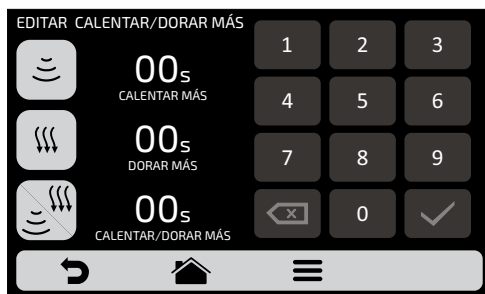 EDITAR CALENTAR/DORAR MÁS
00s
CALENTAR MÁS
00s
DORAR MÁS
00s
CALENTAR/DORAR MÁS
1 2 3
4 5 6
7 8 9
0